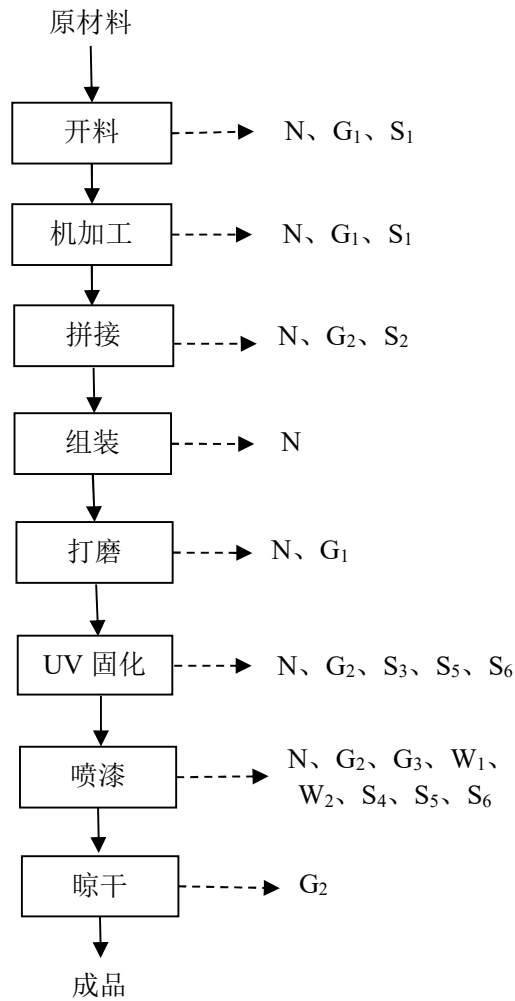 原材料
开料
N、G₁、S₁
机加工
N、G₁、S₁
拼接
N、G₂、S₂
组装
N
打磨
N、G₁
UV 固化
N、G₂、S₃、S₅、S₆
喷漆
N、G₂、G₃、W₁、
W₂、S₄、S₅、S₆
晾干
G₂
成品